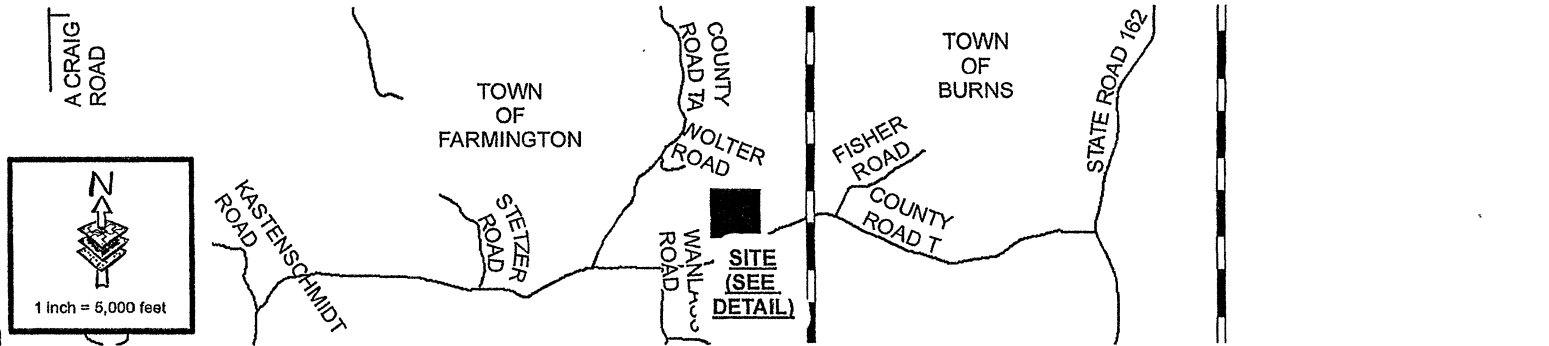 A CRAIG
ROAD
TOWN
OF
FARMINGTON
COUNTY
ROAD TA
WOLTER
ROAD
TOWN
OF
BURNS
STATE ROAD 162
FISHER
ROAD
COUNTY
ROAD T
N
1 inch = 5,000 feet
KASTENSCHMIDT
ROAD
STETZER
ROAD
ROAD
SITE
(SEE
DETAIL)